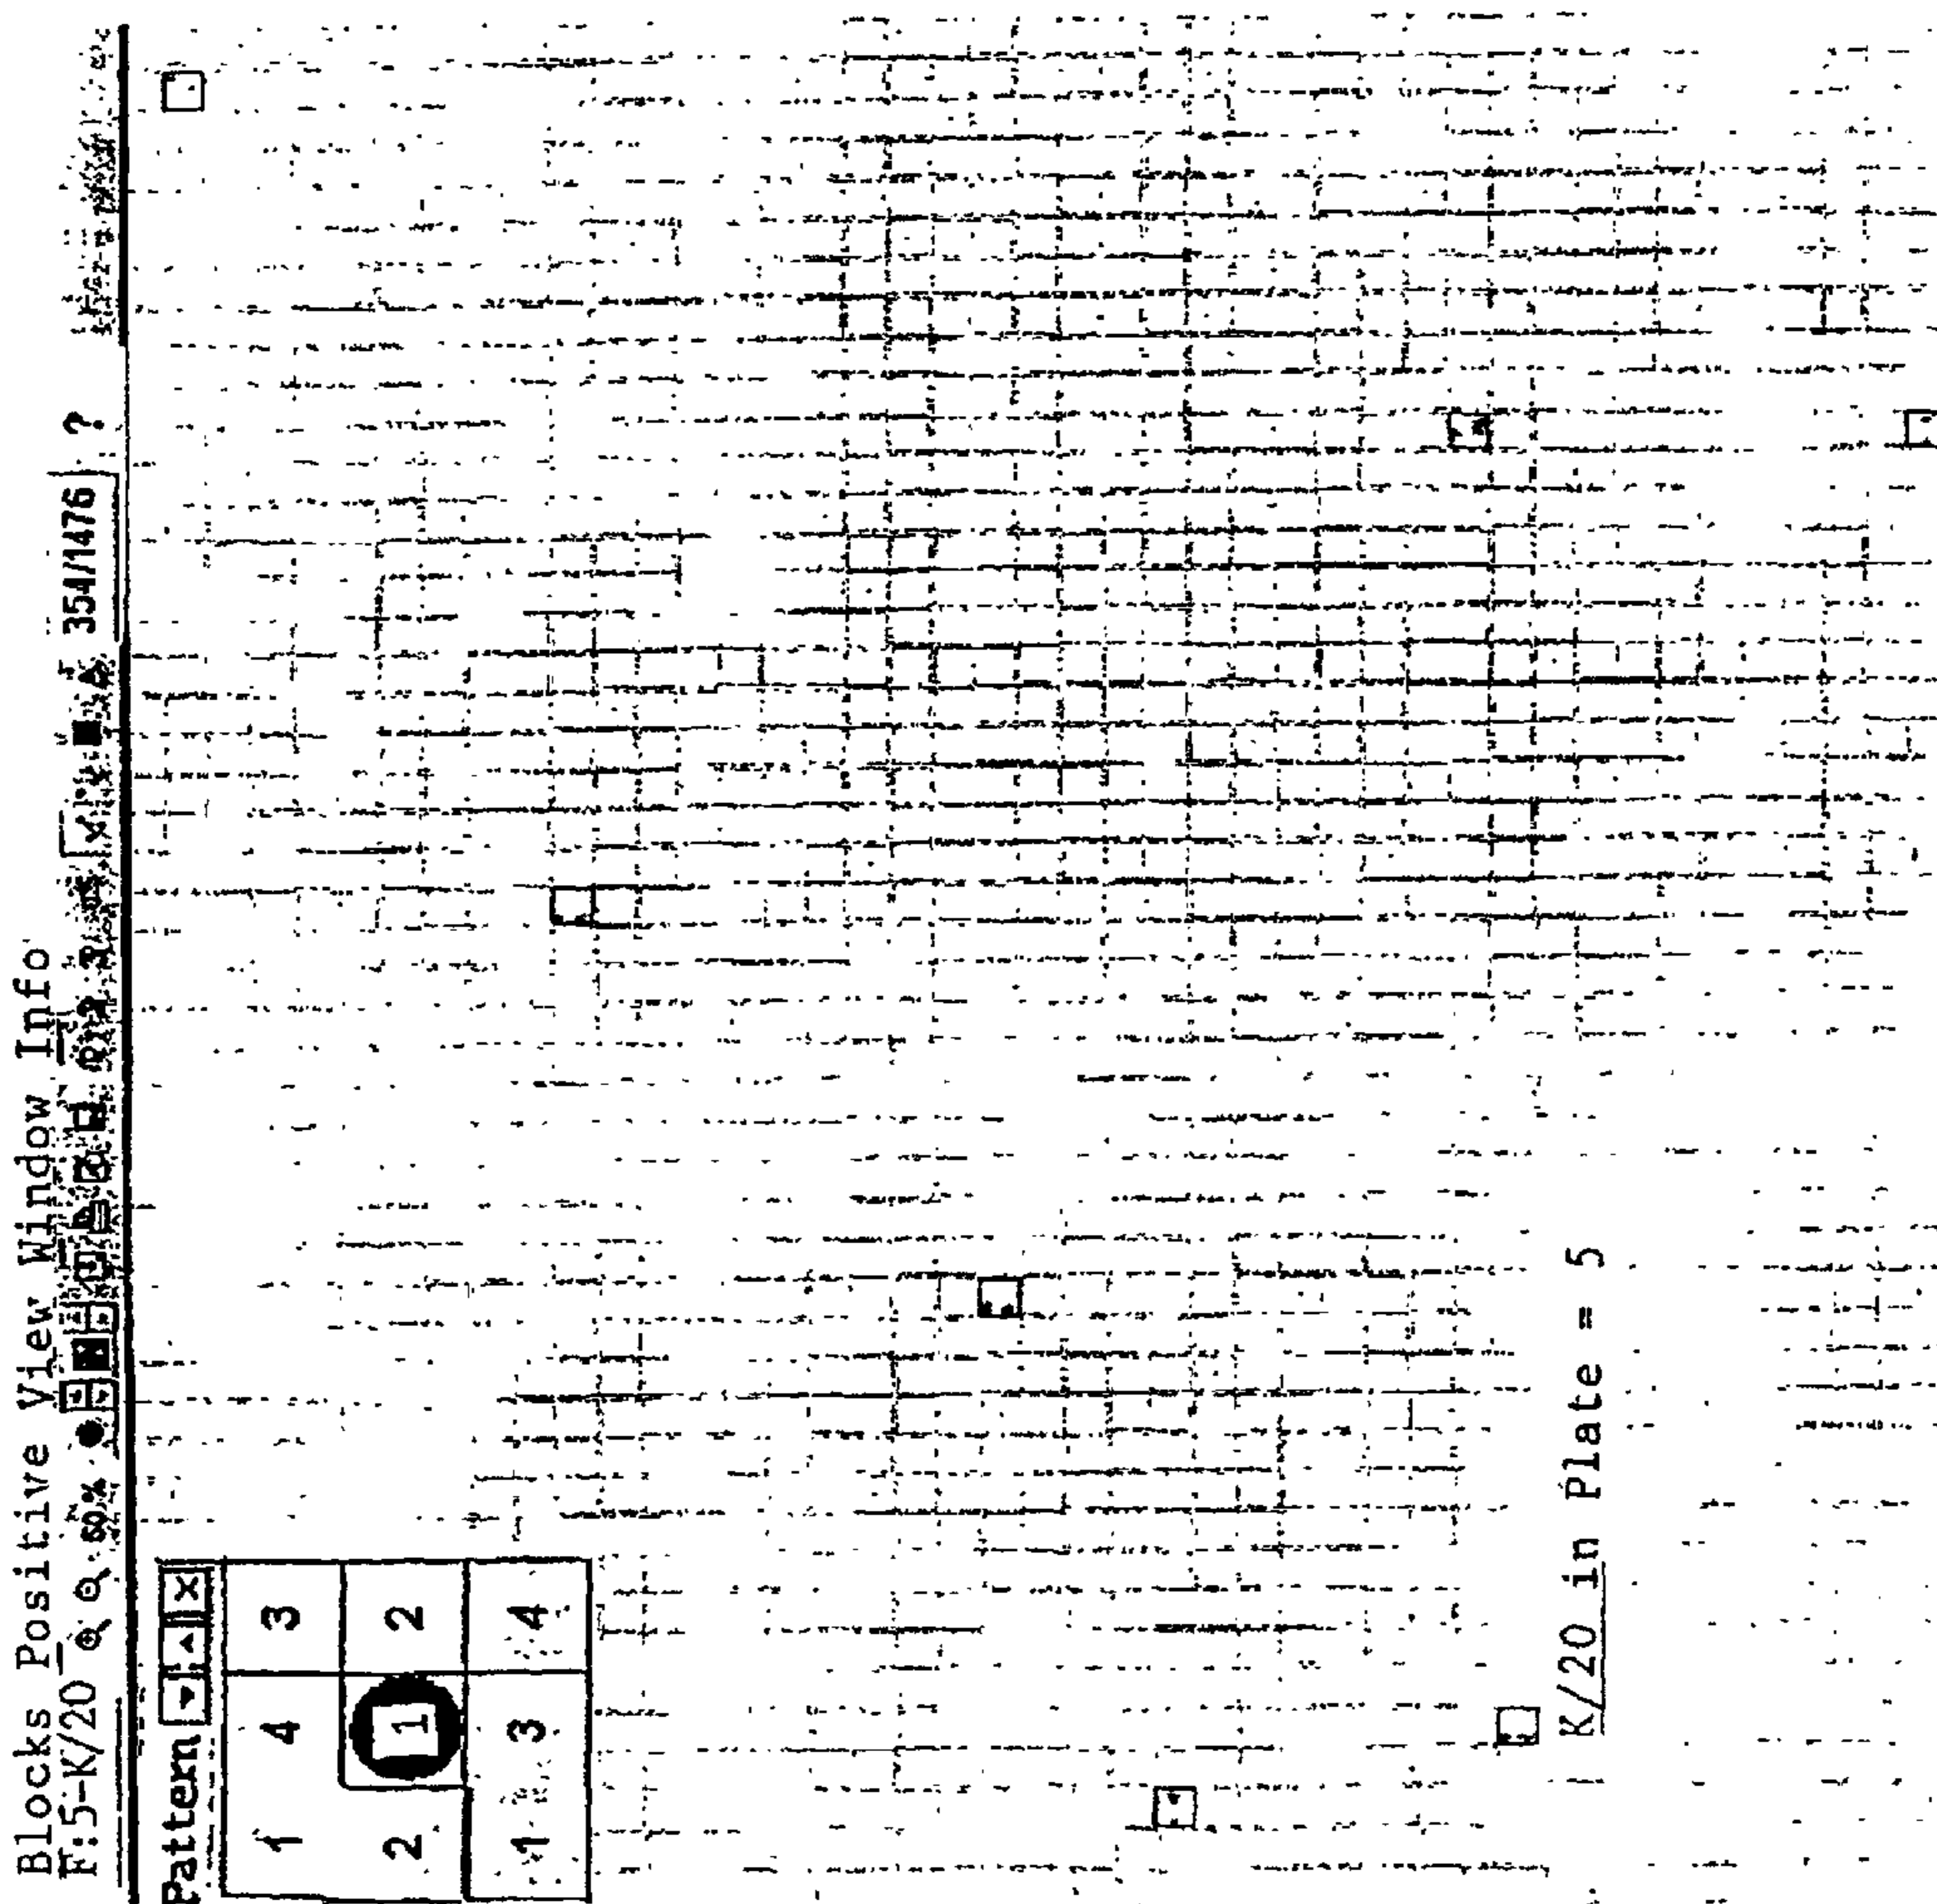 Blocks Positive View Window Info
F:5-K/20 60% 354/1476 ?
Pattern
1 4 3
2 1 2
1 3 4
K/20 in Plate = 5